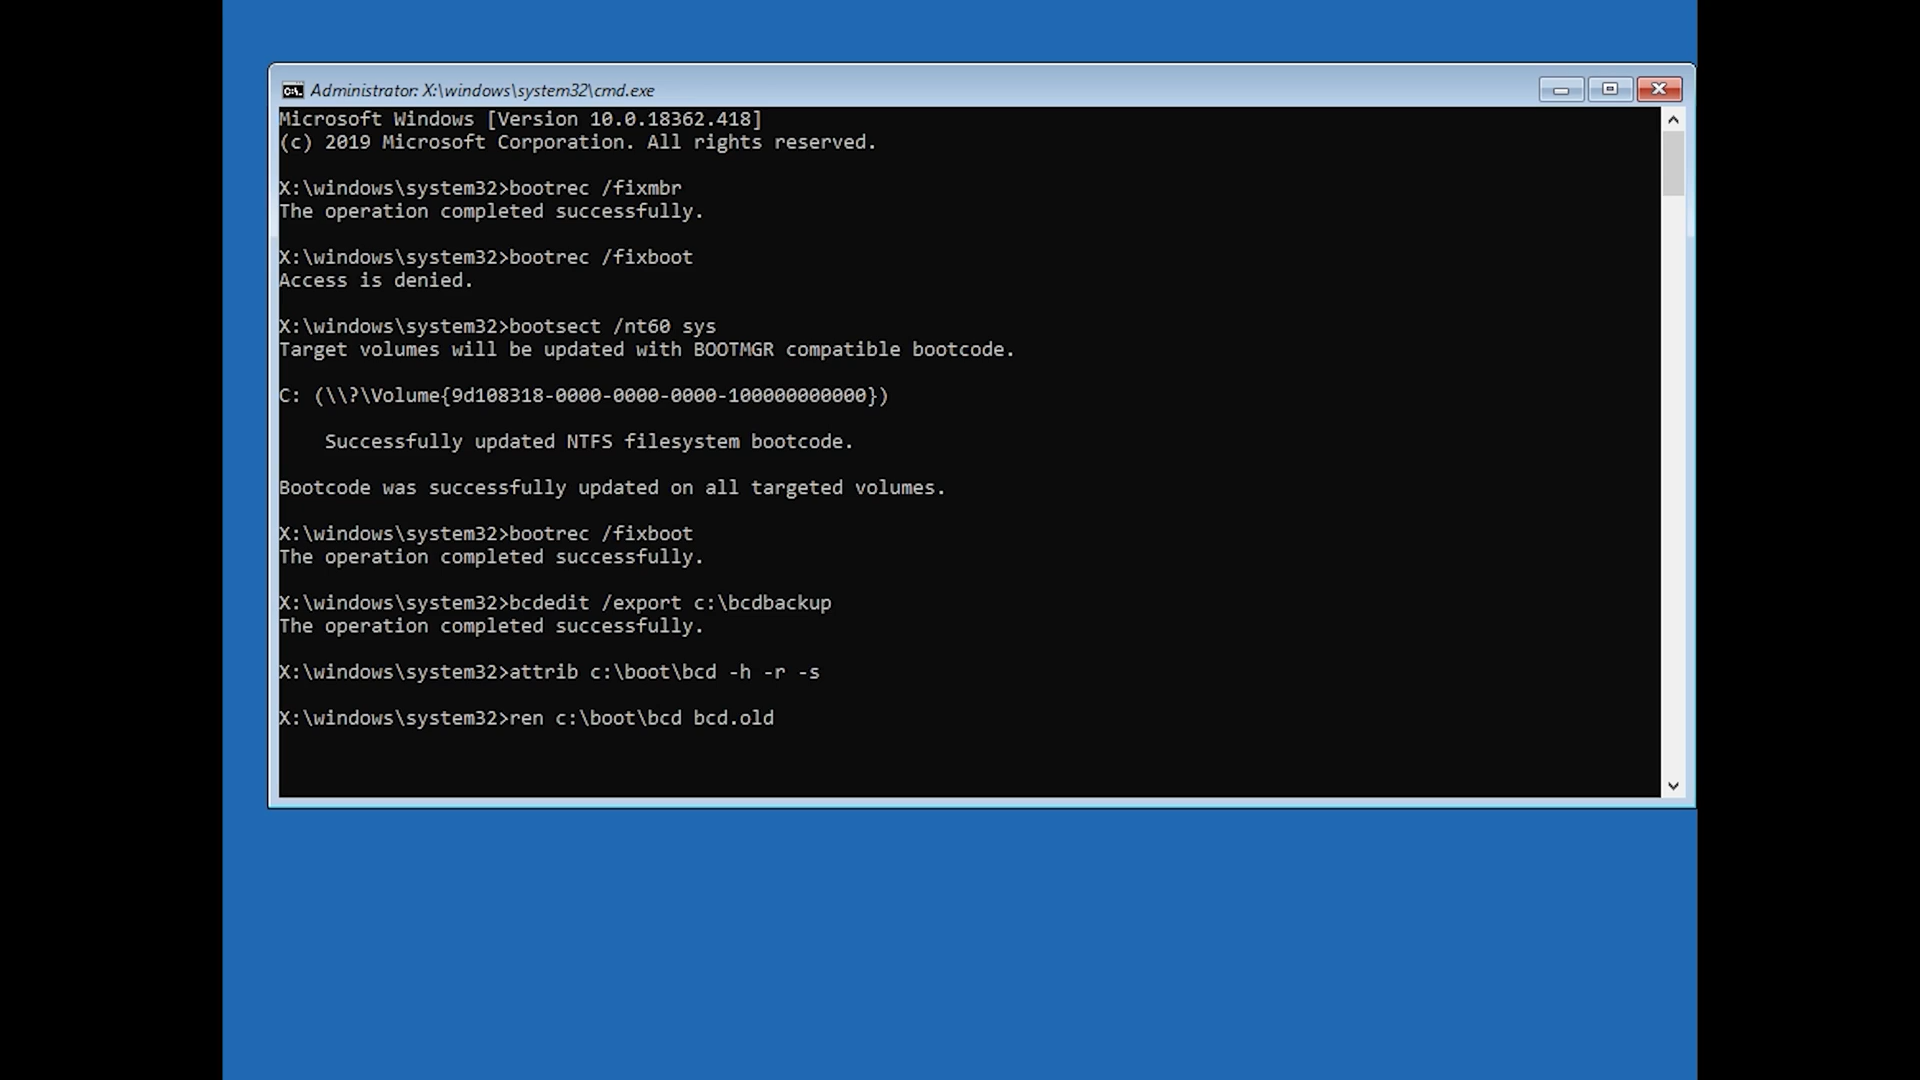 Administrator: X:\windows\system32\cmd.exe
Microsoft Windows [Version 10.0.18362.418]
(c) 2019 Microsoft Corporation. All rights reserved.
X:\windows\system32>bootrec /fixmbr
The operation completed successfully.
X:\windows\system32>bootrec /fixboot
Access is denied.
X:\windows\system32>bootsect /nt60 sys
Target volumes will be updated with BOOTMGR compatible bootcode.
C: (\\?\Volume{9d108318-0000-0000-0000-100000000000})
Successfully updated NTFS filesystem bootcode.
Bootcode was successfully updated on all targeted volumes.
X:\windows\system32>bootrec /fixboot
The operation completed successfully.
X:\windows\system32>bcdedit /export c:\bcdbackup
The operation completed successfully.
X:\windows\system32>attrib c:\boot\bcd -h -r -s
X:\windows\system32>ren c:\boot\bcd bcd.old